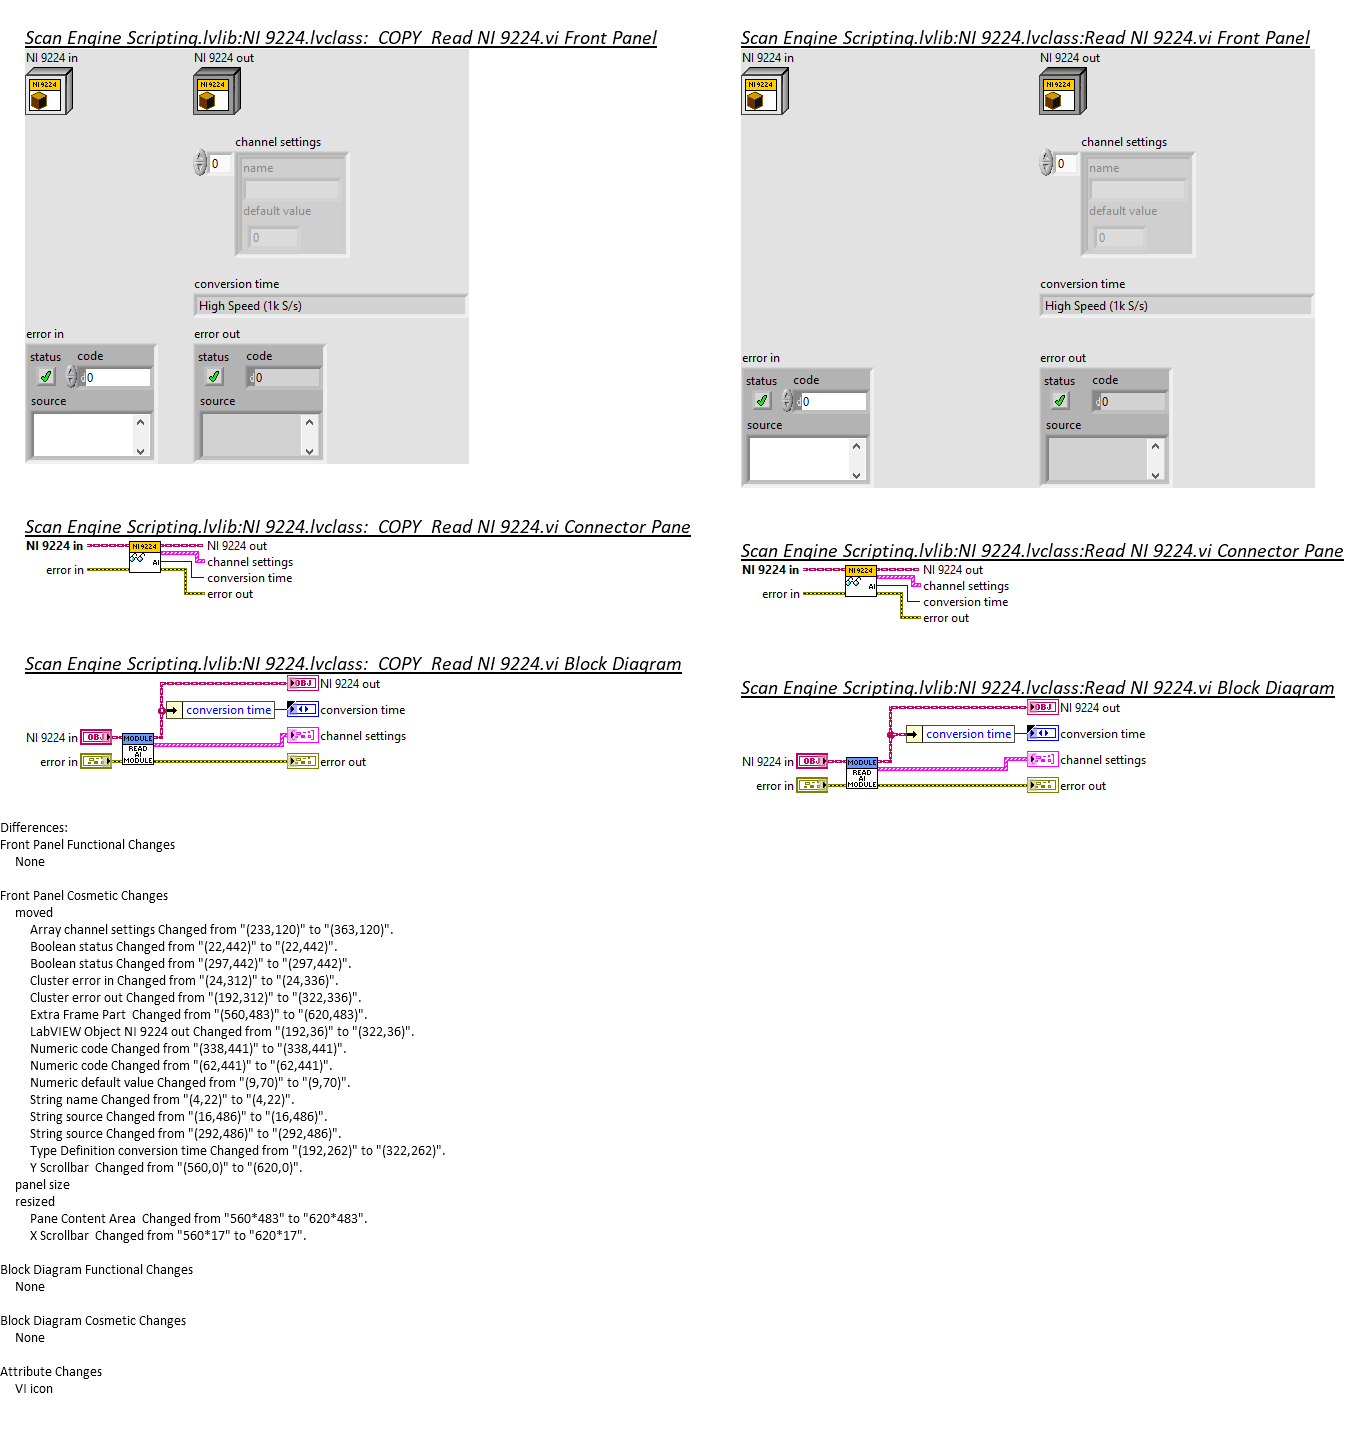 Scan Engine Scripting.lvlib:NI 9224.lvclass:_COPY_Read NI 9224.vi Front Panel
NI 9224 in
NI 9224 out
NI 9224
NI 9224
channel settings
0
name
default value
0
conversion time
High Speed (1k S/s)
error in
error out
status
code
status
code
d0
d0
source
source
Scan Engine Scripting.lvlib:NI 9224.lvclass:_COPY_Read NI 9224.vi Connector Pane
NI 9224 in
NI 9224
NI 9224 out
channel settings
AI
error in
conversion time
error out
Scan Engine Scripting.lvlib:NI 9224.lvclass:_COPY_Read NI 9224.vi Block Diagram
OBJ
NI 9224 out
conversion time
conversion time
NI 9224 in
OBJ
MODULE
channel settings
READ
AI
MODULE
error in
error out
Scan Engine Scripting.lvlib:NI 9224.lvclass:Read NI 9224.vi Front Panel
NI 9224 in
NI 9224 out
NI 9224
NI 9224
channel settings
0
name
default value
0
conversion time
High Speed (1k S/s)
error in
error out
status
code
status
code
d0
d0
source
source
Scan Engine Scripting.lvlib:NI 9224.lvclass:Read NI 9224.vi Connector Pane
NI 9224 in
NI 9224
NI 9224 out
channel settings
AI
error in
conversion time
error out
Scan Engine Scripting.lvlib:NI 9224.lvclass:Read NI 9224.vi Block Diagram
OBJ
NI 9224 out
conversion time
conversion time
NI 9224 in
OBJ
MODULE
channel settings
READ
AI
MODULE
error in
error out
Differences:
Front Panel Functional Changes
None
Front Panel Cosmetic Changes
moved
Array channel settings Changed from "(233,120)" to "(363,120)".
Boolean status Changed from "(22,442)" to "(22,442)".
Boolean status Changed from "(297,442)" to "(297,442)".
Cluster error in Changed from "(24,312)" to "(24,336)".
Cluster error out Changed from "(192,312)" to "(322,336)".
Extra Frame Part  Changed from "(560,483)" to "(620,483)".
LabVIEW Object NI 9224 out Changed from "(192,36)" to "(322,36)".
Numeric code Changed from "(338,441)" to "(338,441)".
Numeric code Changed from "(62,441)" to "(62,441)".
Numeric default value Changed from "(9,70)" to "(9,70)".
String name Changed from "(4,22)" to "(4,22)".
String source Changed from "(16,486)" to "(16,486)".
String source Changed from "(292,486)" to "(292,486)".
Type Definition conversion time Changed from "(192,262)" to "(322,262)".
Y Scrollbar  Changed from "(560,0)" to "(620,0)".
panel size
resized
Pane Content Area  Changed from "560*483" to "620*483".
X Scrollbar  Changed from "560*17" to "620*17".
Block Diagram Functional Changes
None
Block Diagram Cosmetic Changes
None
Attribute Changes
VI icon